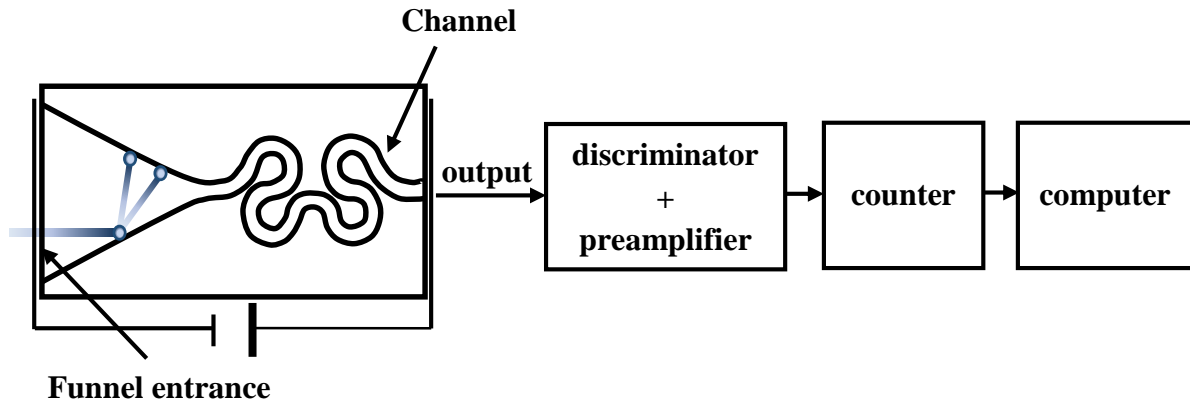 Channel
output
discriminator
+
preamplifier
counter
computer
Funnel entrance